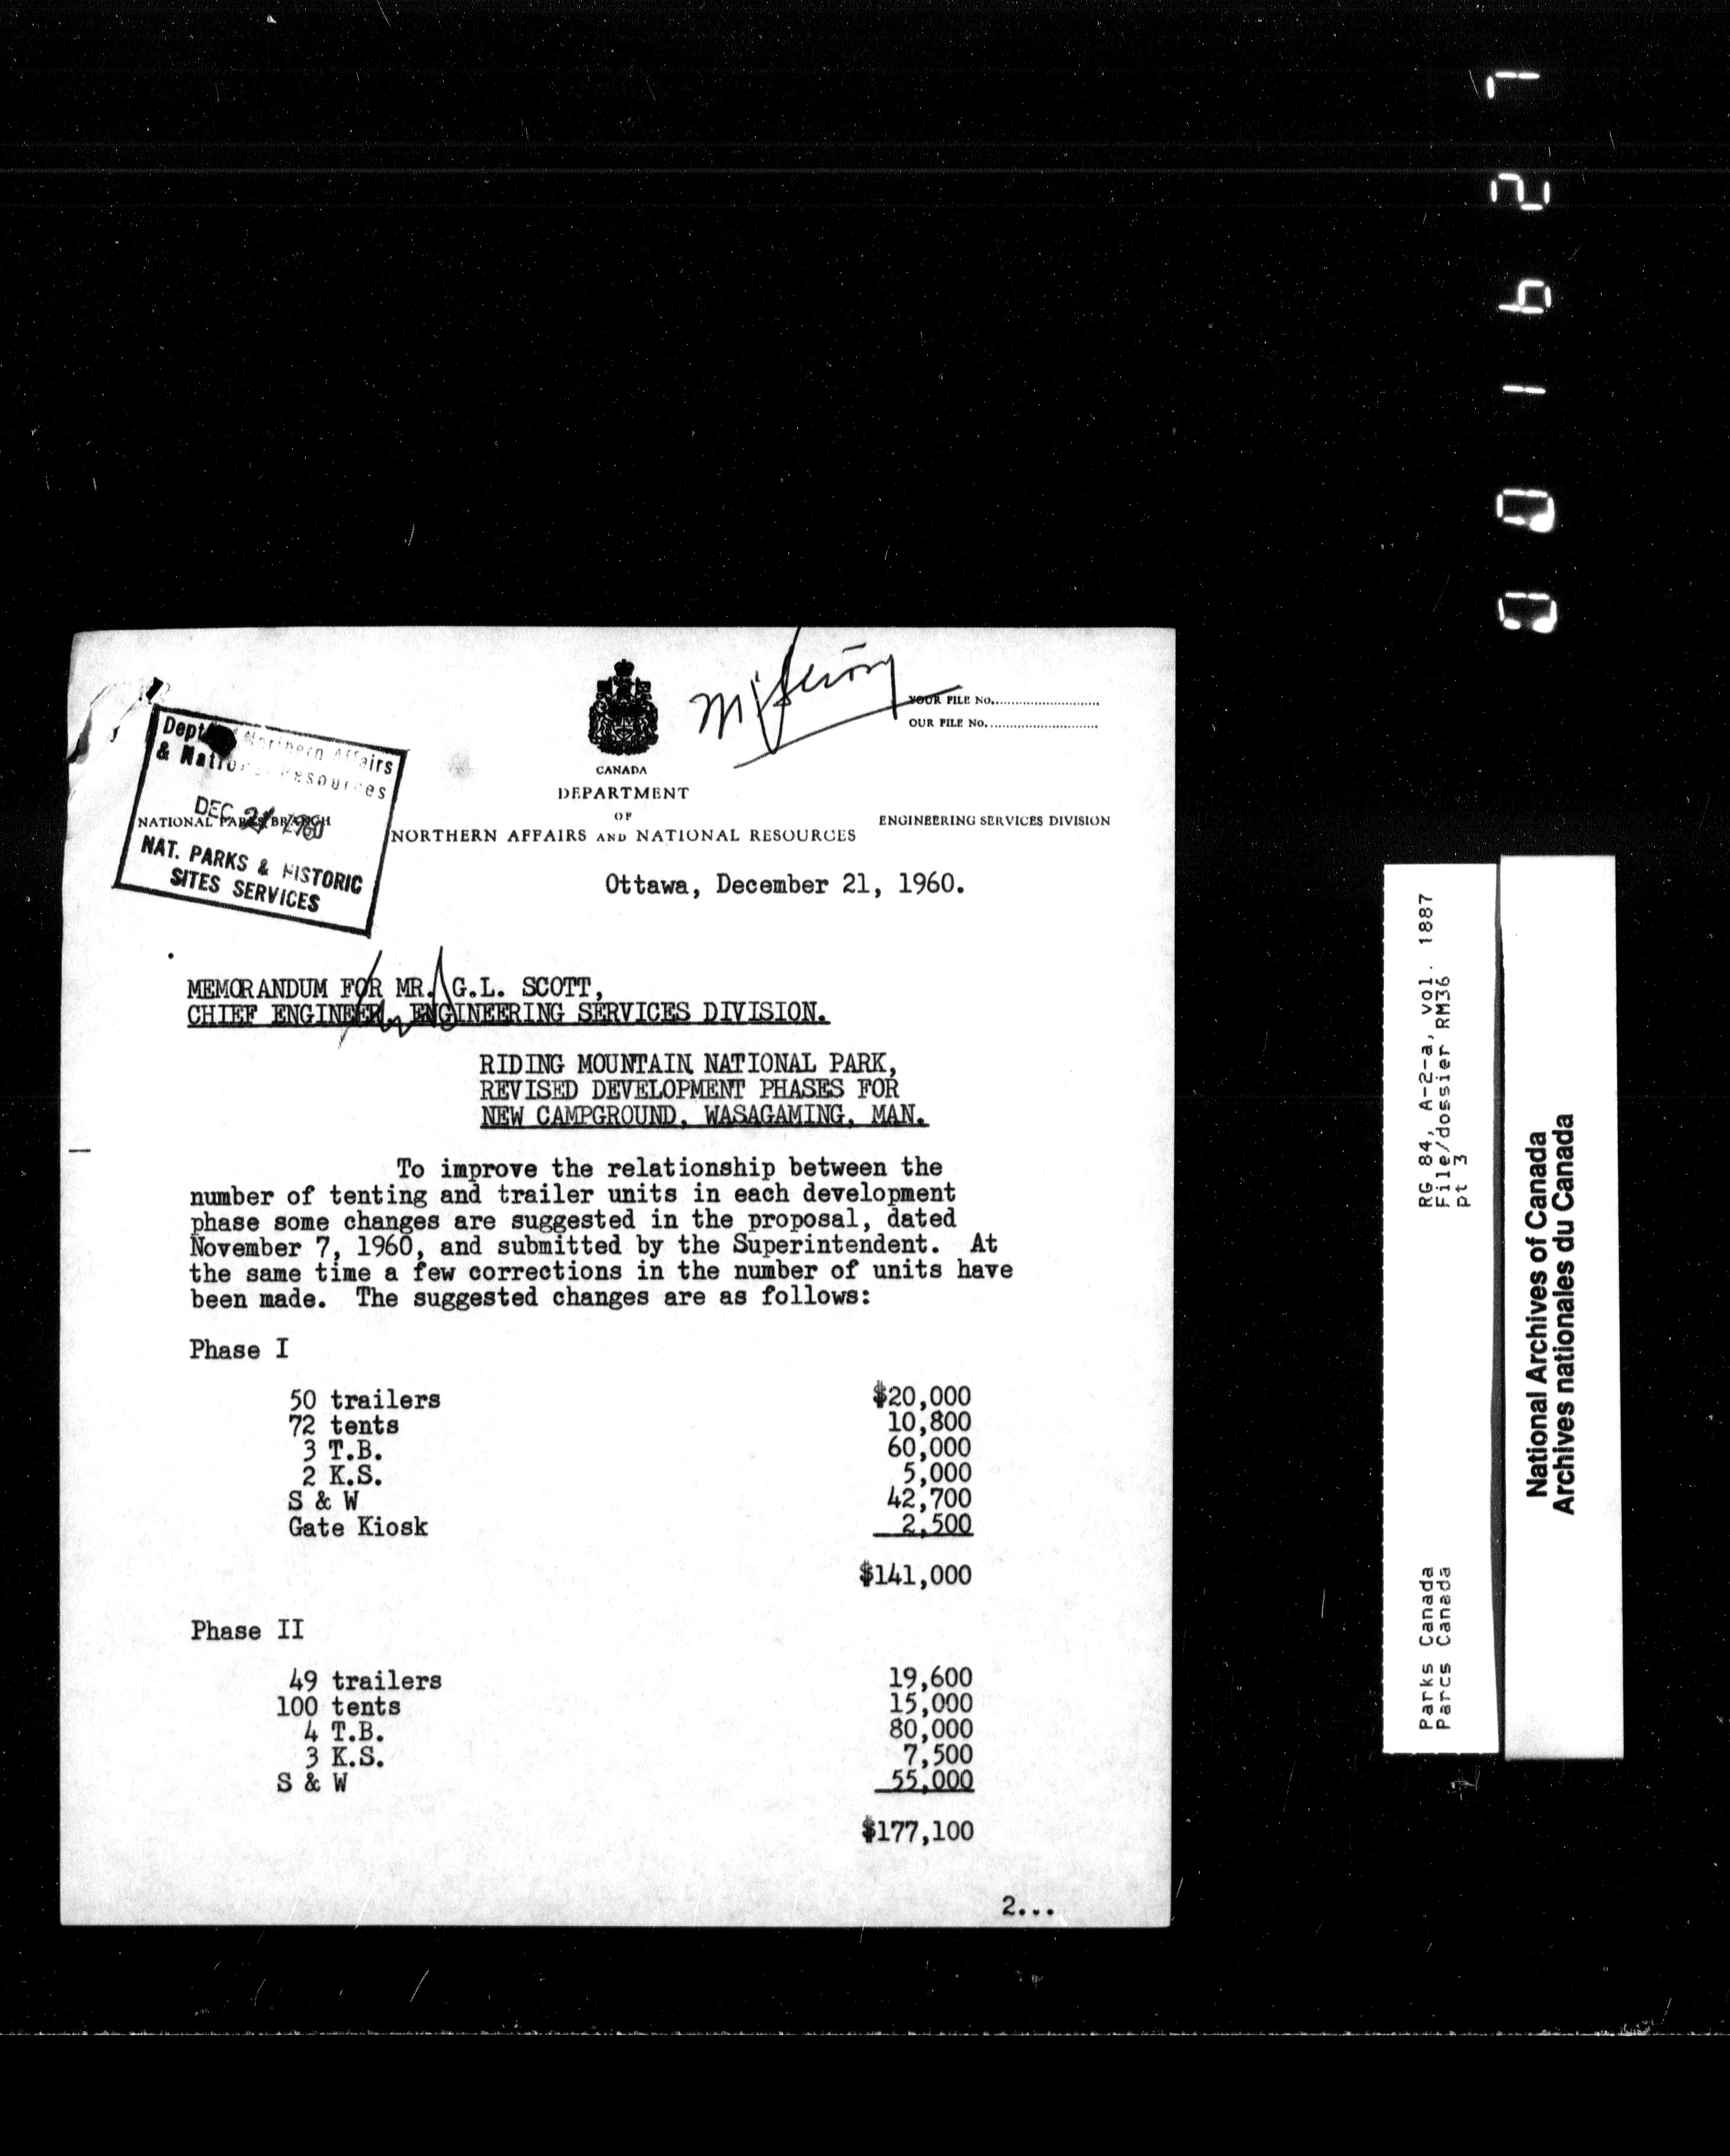 YOUR FILE No.
OUR FILE No.
CANADA
DEPARTMENT
OF
NORTHERN AFFAIRS AND NATIONAL RESOURCES
NATIONAL PARKS BRANCH
ENGINEERING SERVICES DIVISION
Dept of Northern Affairs
& National Resources
DEC 21 1960
NAT. PARKS & HISTORIC
SITES SERVICES
Ottawa, December 21, 1960.
MEMORANDUM FOR MR. G.L. SCOTT,
CHIEF ENGINEER, ENGINEERING SERVICES DIVISION.
RIDING MOUNTAIN NATIONAL PARK,
REVISED DEVELOPMENT PHASES FOR
NEW CAMPGROUND, WASAGAMING, MAN.
To improve the relationship between the
number of tenting and trailer units in each development
phase some changes are suggested in the proposal, dated
November 7, 1960, and submitted by the Superintendent. At
the same time a few corrections in the number of units have
been made. The suggested changes are as follows:
Phase I
50 trailers $20,000
72 tents 10,800
3 T.B. 60,000
2 K.S. 5,000
S & W 42,700
Gate Kiosk 2,500
$141,000
Phase II
49 trailers 19,600
100 tents 15,000
4 T.B. 80,000
3 K.S. 7,500
S & W 55,000
$177,100
2...
RG 84, A-2-a, vol. 1887
File/dossier RM36
pt 3
Parks Canada
Parcs Canada
National Archives of Canada
Archives nationales du Canada